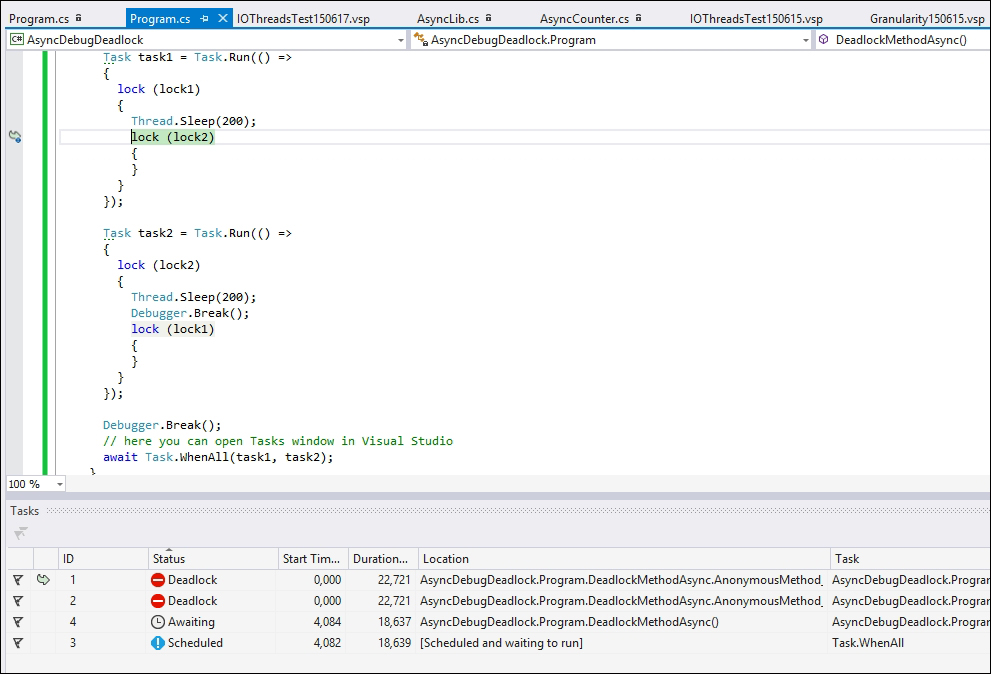 Program.cs Program.cs IOThreadsTest150617.vsp AsyncLib.cs AsyncCounter.cs IOThreadsTest150615.vsp Granularity150615.vsp
C# AsyncDebugDeadlock AsyncDebugDeadlock.Program DeadlockMethodAsync()
Task task1 = Task.Run(() =>
{
lock (lock1)
{
Thread.Sleep(200);
lock (lock2)
{
}
}
});
Task task2 = Task.Run(() =>
{
lock (lock2)
{
Thread.Sleep(200);
Debugger.Break();
lock (lock1)
{
}
}
});
Debugger.Break();
// here you can open Tasks window in Visual Studio
await Task.WhenAll(task1, task2);
}
100 %
Tasks
ID Status Start Tim... Duration... Location Task
1 Deadlock 0,000 22,721 AsyncDebugDeadlock.Program.DeadlockMethodAsync.AnonymousMethod_ AsyncDebugDeadlock.Progra
2 Deadlock 0,000 22,721 AsyncDebugDeadlock.Program.DeadlockMethodAsync.AnonymousMethod_ AsyncDebugDeadlock.Progra
4 Awaiting 4,084 18,637 AsyncDebugDeadlock.Program.DeadlockMethodAsync() AsyncDebugDeadlock.Progra
3 Scheduled 4,082 18,639 [Scheduled and waiting to run] Task.WhenAll